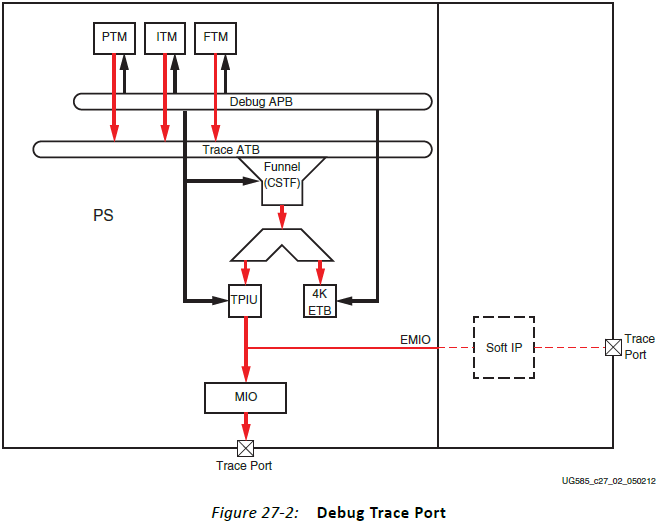 PTM
ITM
FTM
Debug APB
Trace ATB
Funnel
(CSTF)
PS
TPIU
4K
ETB
EMIO
Soft IP
Trace
Port
MIO
Trace Port
UG585_c27_02_050212
Figure 27-2: Debug Trace Port